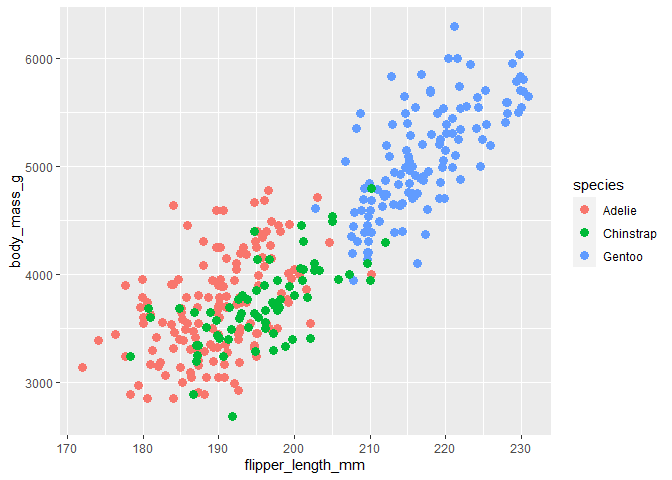 6000
5000
4000
3000
body_mass_g
170
180
190
200
210
220
230
flipper_length_mm
species
Adelie
Chinstrap
Gentoo